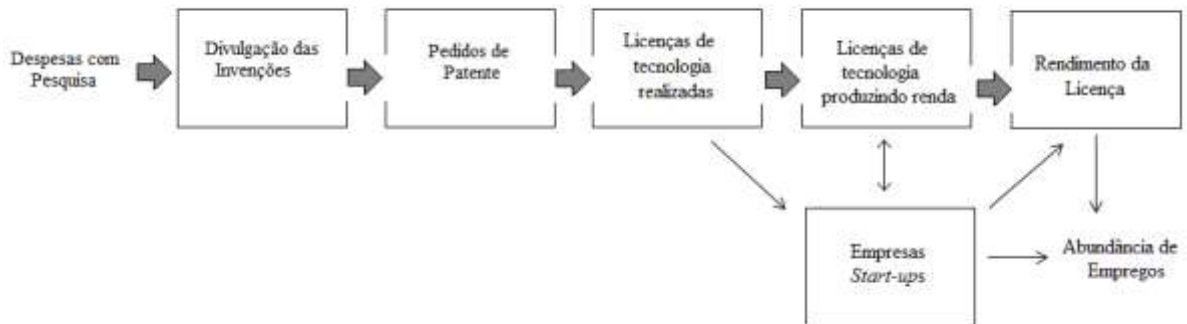 Despesas com
Pesquisa
Divulgação das
Invenções
Pedidos de
Patente
Licenças de
tecnologia
realizadas
Licenças de
tecnologia
produzindo renda
Rendimento da
Licença
Empresas
Start-ups
Abundância de
Empregos